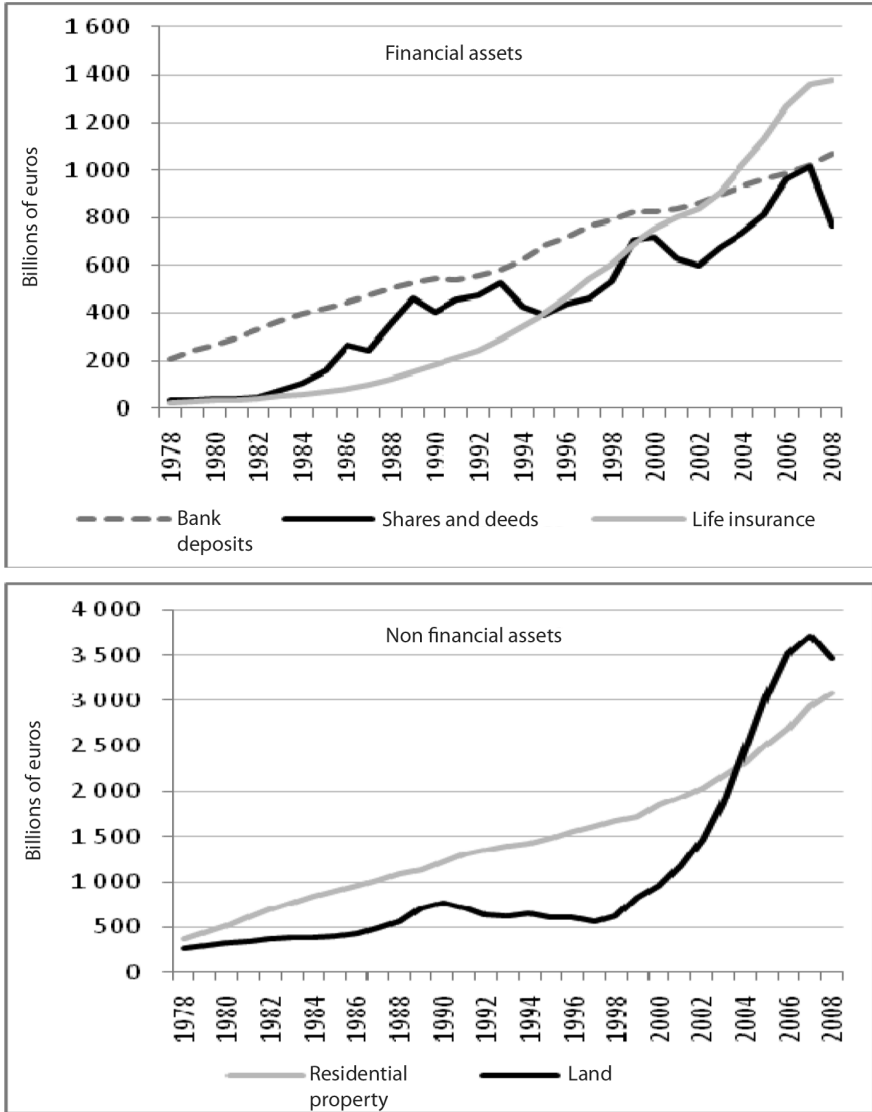 Financial assets
Billions of euros
1 600
1 400
1 200
1 000
800
600
400
200
0
1978 1980 1982 1984 1986 1988 1990 1992 1994 1996 1998 2000 2002 2004 2006 2008
Bank deposits
Shares and deeds
Life insurance
Non financial assets
Billions of euros
4 000
3 500
3 000
2 500
2 000
1 500
1 000
500
0
1978 1980 1982 1984 1986 1988 1990 1992 1994 1996 1998 2000 2002 2004 2006 2008
Residential property
Land